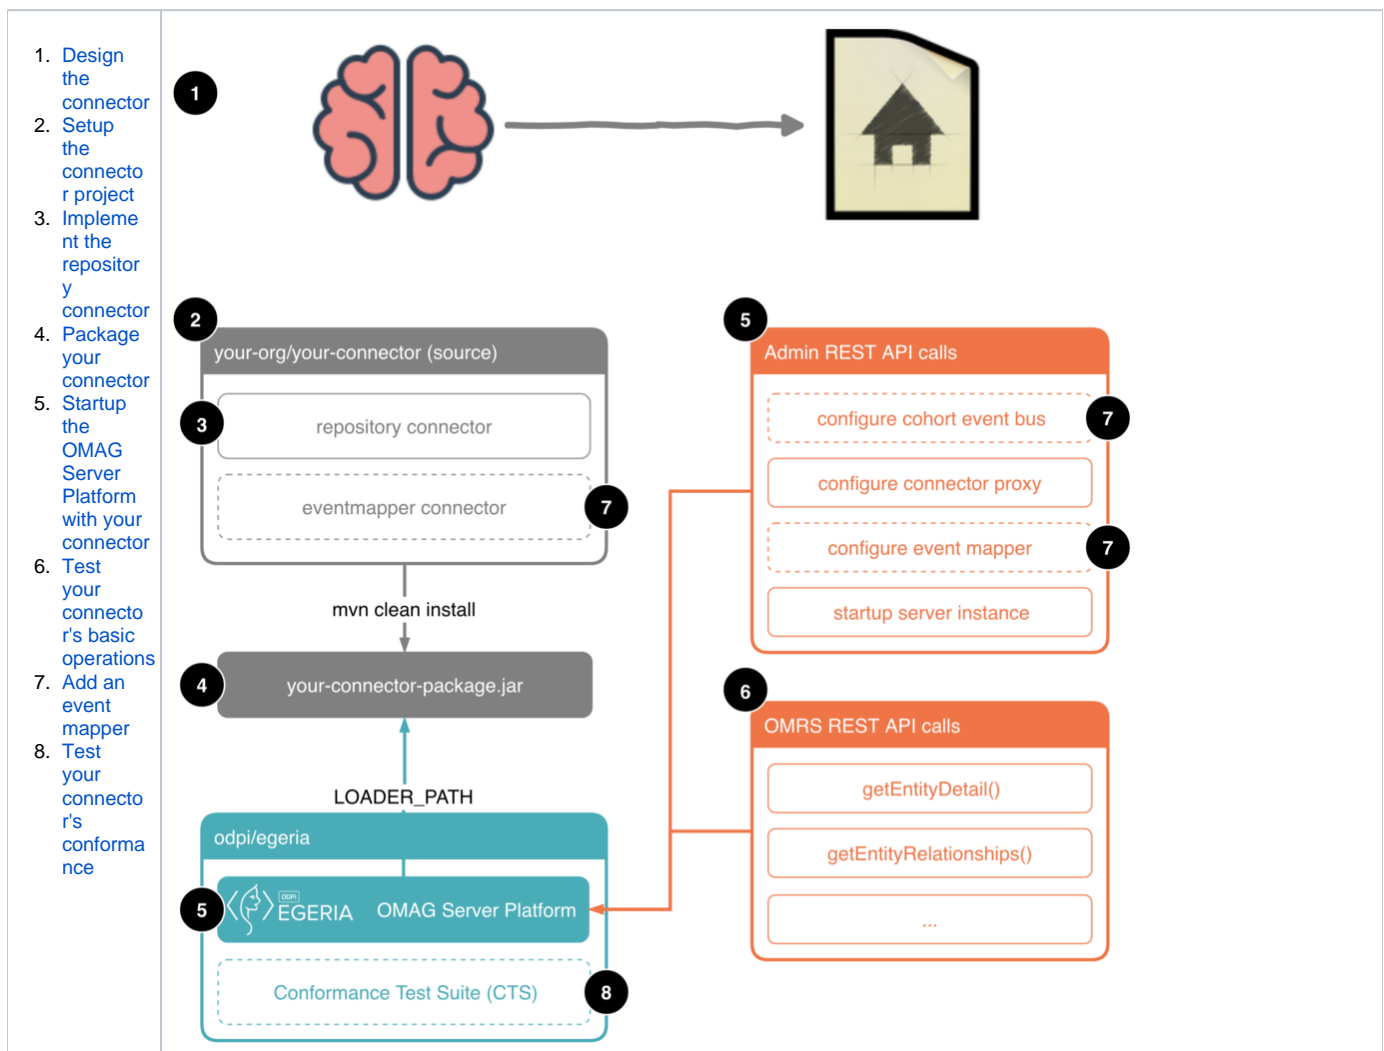 1. Design
the
connector
2. Setup
the
connecto
r project
3. Impleme
nt the
repositor
y
connector
4. Package
your
connector
5. Startup
the
OMAG
Server
Platform
with your
connector
6. Test
your
connecto
r's basic
operations
7. Add an
event
mapper
8. Test
your
connecto
r's
conforma
nce
1
2
your-org/your-connector (source)
3
repository connector
eventmapper connector
7
mvn clean install
4
your-connector-package.jar
LOADER_PATH
odpi/egeria
5
ODPi
EGERIA
OMAG Server Platform
Conformance Test Suite (CTS)
8
5
Admin REST API calls
configure cohort event bus
7
configure connector proxy
configure event mapper
7
startup server instance
6
OMRS REST API calls
getEntityDetail()
getEntityRelationships()
...